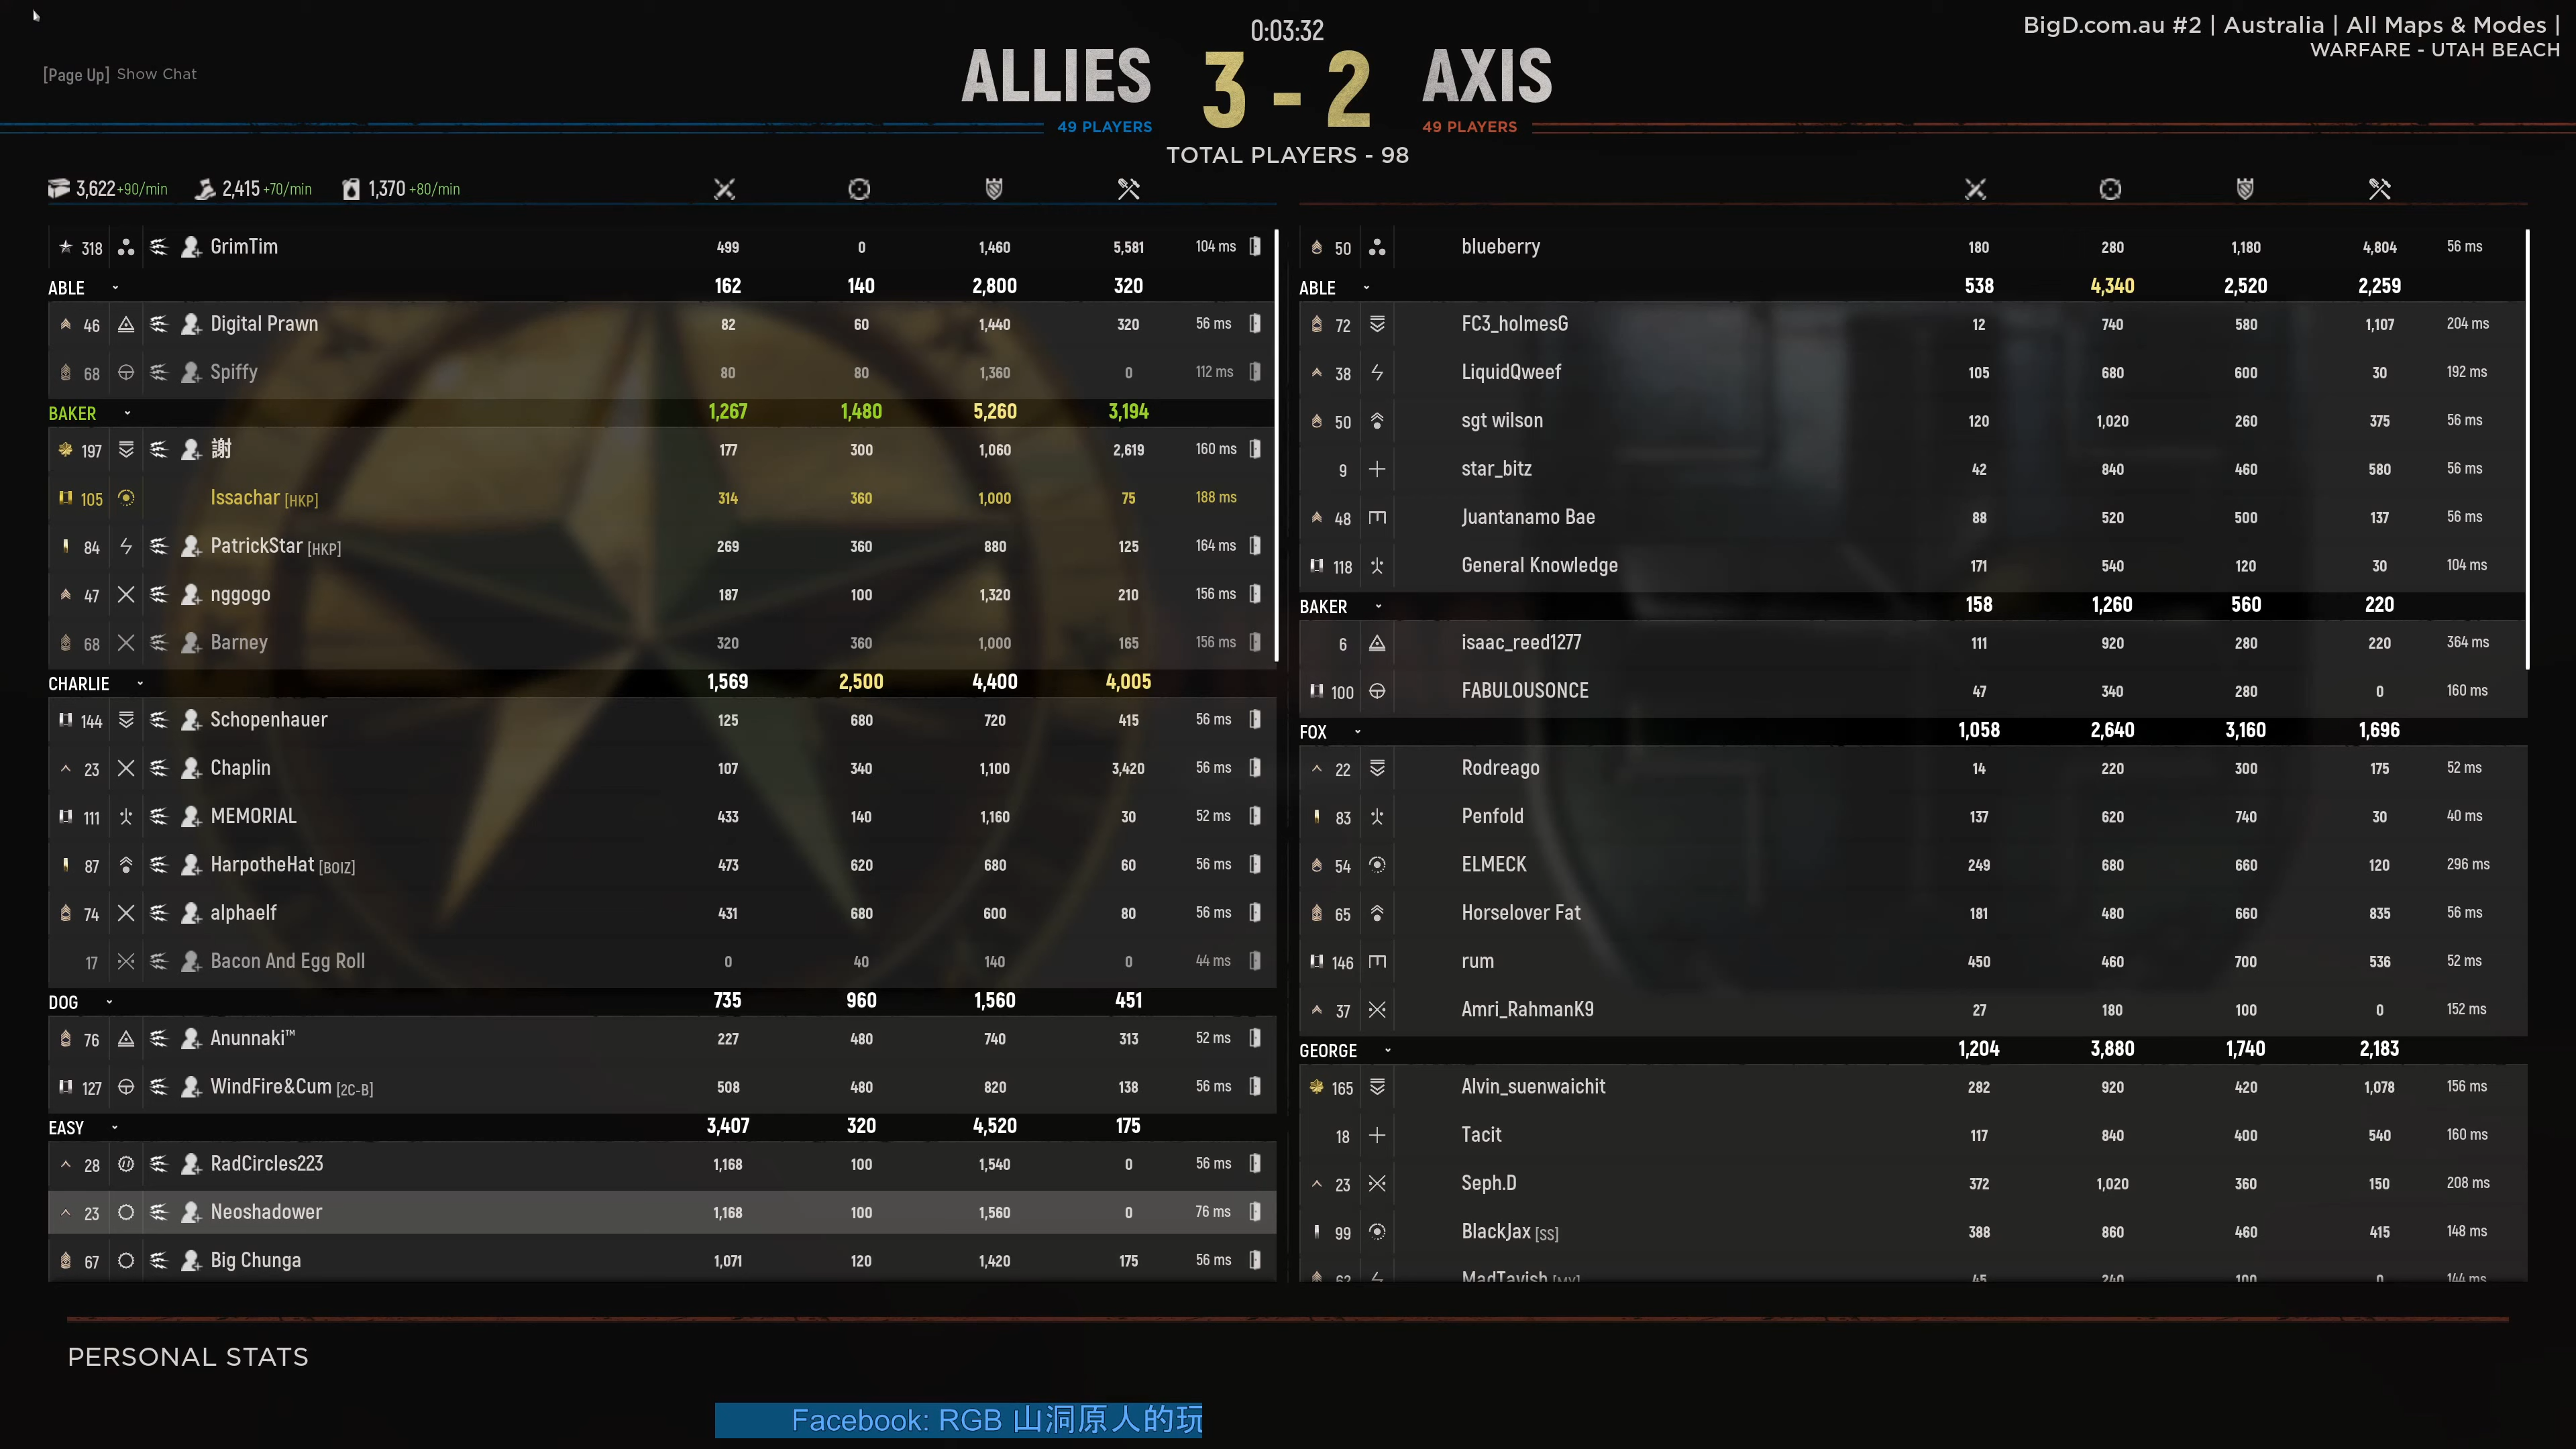 0:03:32
BigD.com.au #2 | Australia | All Maps & Modes |
WARFARE - UTAH BEACH
[Page Up] Show Chat
ALLIES 3 - 2 AXIS
49 PLAYERS 49 PLAYERS
TOTAL PLAYERS - 98
3,622 +90/min 2,415 +70/min 1,370 +80/min
318 GrimTim 499 0 1,460 5,581 104 ms
ABLE 162 140 2,800 320
46 Digital Prawn 82 60 1,440 320 56 ms
68 Spiffy 80 80 1,360 0 112 ms
BAKER 1,267 1,480 5,260 3,194
197 謝 177 300 1,060 2,619 160 ms
105 Issachar [HKP] 314 360 1,000 75 188 ms
84 PatrickStar [HKP] 269 360 880 125 164 ms
47 nggogo 187 100 1,320 210 156 ms
68 Barney 320 360 1,000 165 156 ms
CHARLIE 1,569 2,500 4,400 4,005
144 Schopenhauer 125 680 720 415 56 ms
23 Chaplin 107 340 1,100 3,420 56 ms
111 MEMORIAL 433 140 1,160 30 52 ms
87 HarpotheHat [BOIZ] 473 620 680 60 56 ms
74 alphaelf 431 680 600 80 56 ms
17 Bacon And Egg Roll 0 40 140 0 44 ms
DOG 735 960 1,560 451
76 Anunnaki™ 227 480 740 313 52 ms
127 WindFire&Cum [2C-B] 508 480 820 138 56 ms
EASY 3,407 320 4,520 175
28 RadCircles223 1,168 100 1,540 0 56 ms
23 Neoshadower 1,168 100 1,560 0 76 ms
67 Big Chunga 1,071 120 1,420 175 56 ms
50 blueberry 180 280 1,180 4,804 56 ms
ABLE 538 4,340 2,520 2,259
72 FC3_holmesG 12 740 580 1,107 204 ms
38 LiquidQweef 105 680 600 30 192 ms
50 sgt wilson 120 1,020 260 375 56 ms
9 star_bitz 42 840 460 580 56 ms
48 Juantanamo Bae 88 520 500 137 56 ms
118 General Knowledge 171 540 120 30 104 ms
BAKER 158 1,260 560 220
6 isaac_reed1277 111 920 280 220 364 ms
100 FABULOUSONCE 47 340 280 0 160 ms
FOX 1,058 2,640 3,160 1,696
22 Rodreago 14 220 300 175 52 ms
83 Penfold 137 620 740 30 40 ms
54 ELMECK 249 680 660 120 296 ms
65 Horselover Fat 181 480 660 835 56 ms
146 rum 450 460 700 536 52 ms
37 Amri_RahmanK9 27 180 100 0 152 ms
GEORGE 1,204 3,880 1,740 2,183
165 Alvin_suenwaichit 282 920 420 1,078 156 ms
18 Tacit 117 840 400 540 160 ms
23 Seph.D 372 1,020 360 150 208 ms
99 BlackJax [SS] 388 860 460 415 148 ms
62 MadTavish [MY] 45 240 100 0 144 ms
PERSONAL STATS
Facebook: RGB 山洞原人的玩